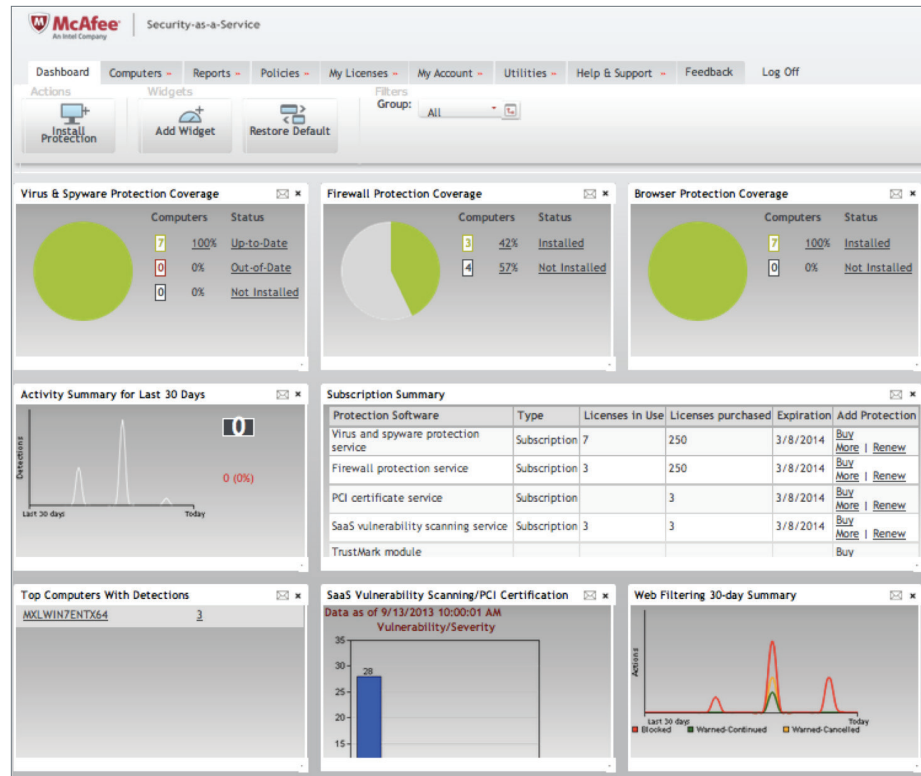 McAfee
An Intel Company
Security-as-a-Service
Dashboard Computers Reports Policies My Licenses My Account Utilities Help & Support Feedback Log Off
Actions Widgets Filters
Install Protection Add Widget Restore Default Group: All
Virus & Spyware Protection Coverage
Computers Status
7 100% Up-to-Date
0 0% Out-of-Date
0 0% Not Installed
Firewall Protection Coverage
Computers Status
3 42% Installed
4 57% Not Installed
Browser Protection Coverage
Computers Status
7 100% Installed
0 0% Not Installed
Activity Summary for Last 30 Days
Detections
0
0 (0%)
Last 30 days Today
Subscription Summary
Protection Software Type Licenses in Use Licenses purchased Expiration Add Protection
Virus and spyware protection service Subscription 7 250 3/8/2014 Buy More | Renew
Firewall protection service Subscription 3 250 3/8/2014 Buy More | Renew
PCI certificate service Subscription 3 3/8/2014 Buy More | Renew
SaaS vulnerability scanning service Subscription 3 3 3/8/2014 Buy More | Renew
TrustMark module Buy
Top Computers With Detections
MXLWIN7ENTX64 3
SaaS Vulnerability Scanning/PCI Certification
Data as of 9/13/2013 10:00:01 AM
Vulnerability/Severity
35
30
28
25
20
15
Web Filtering 30-day Summary
Actions
Last 30 days Today
Blocked Warned-Continued Warned-Cancelled